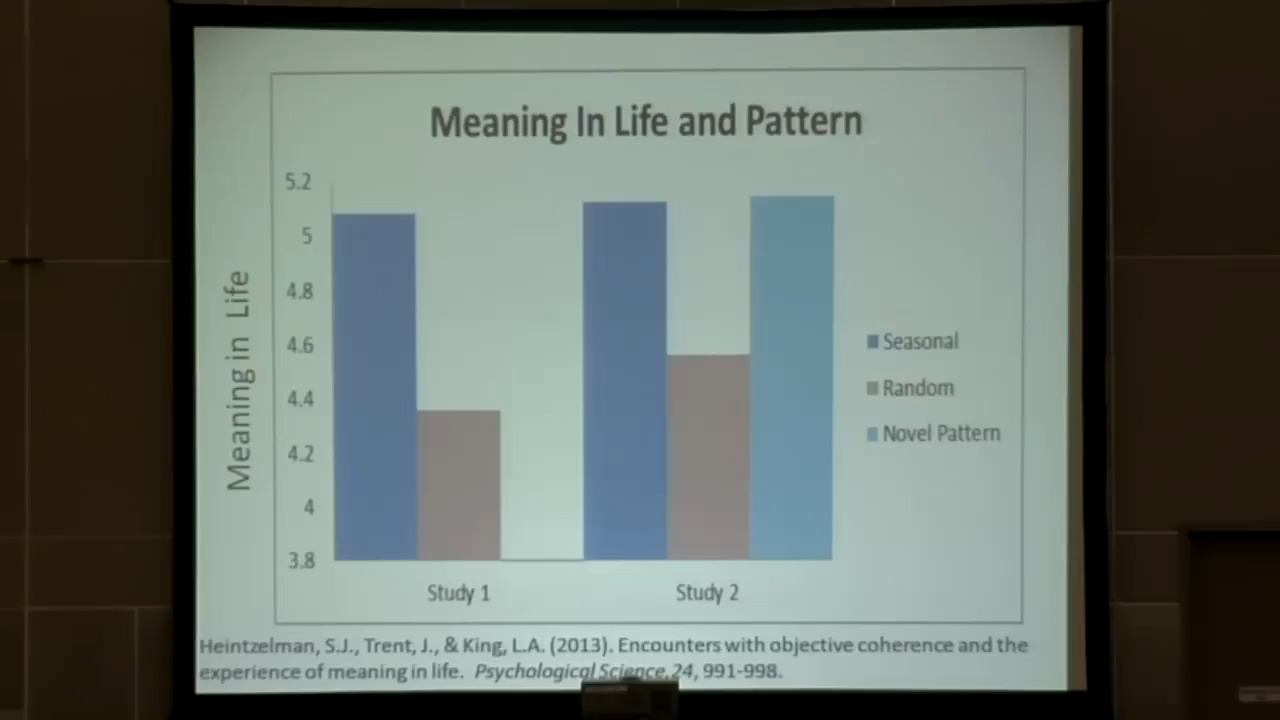 Meaning In Life and Pattern
5.2
5
4.8
4.6
4.4
4.2
4
3.8
Meaning in Life
Study 1
Study 2
Seasonal
Random
Novel Pattern
Heintzelman, S.J., Trent, J., & King, L.A. (2013). Encounters with objective coherence and the
experience of meaning in life. Psychological Science, 24, 991-998.